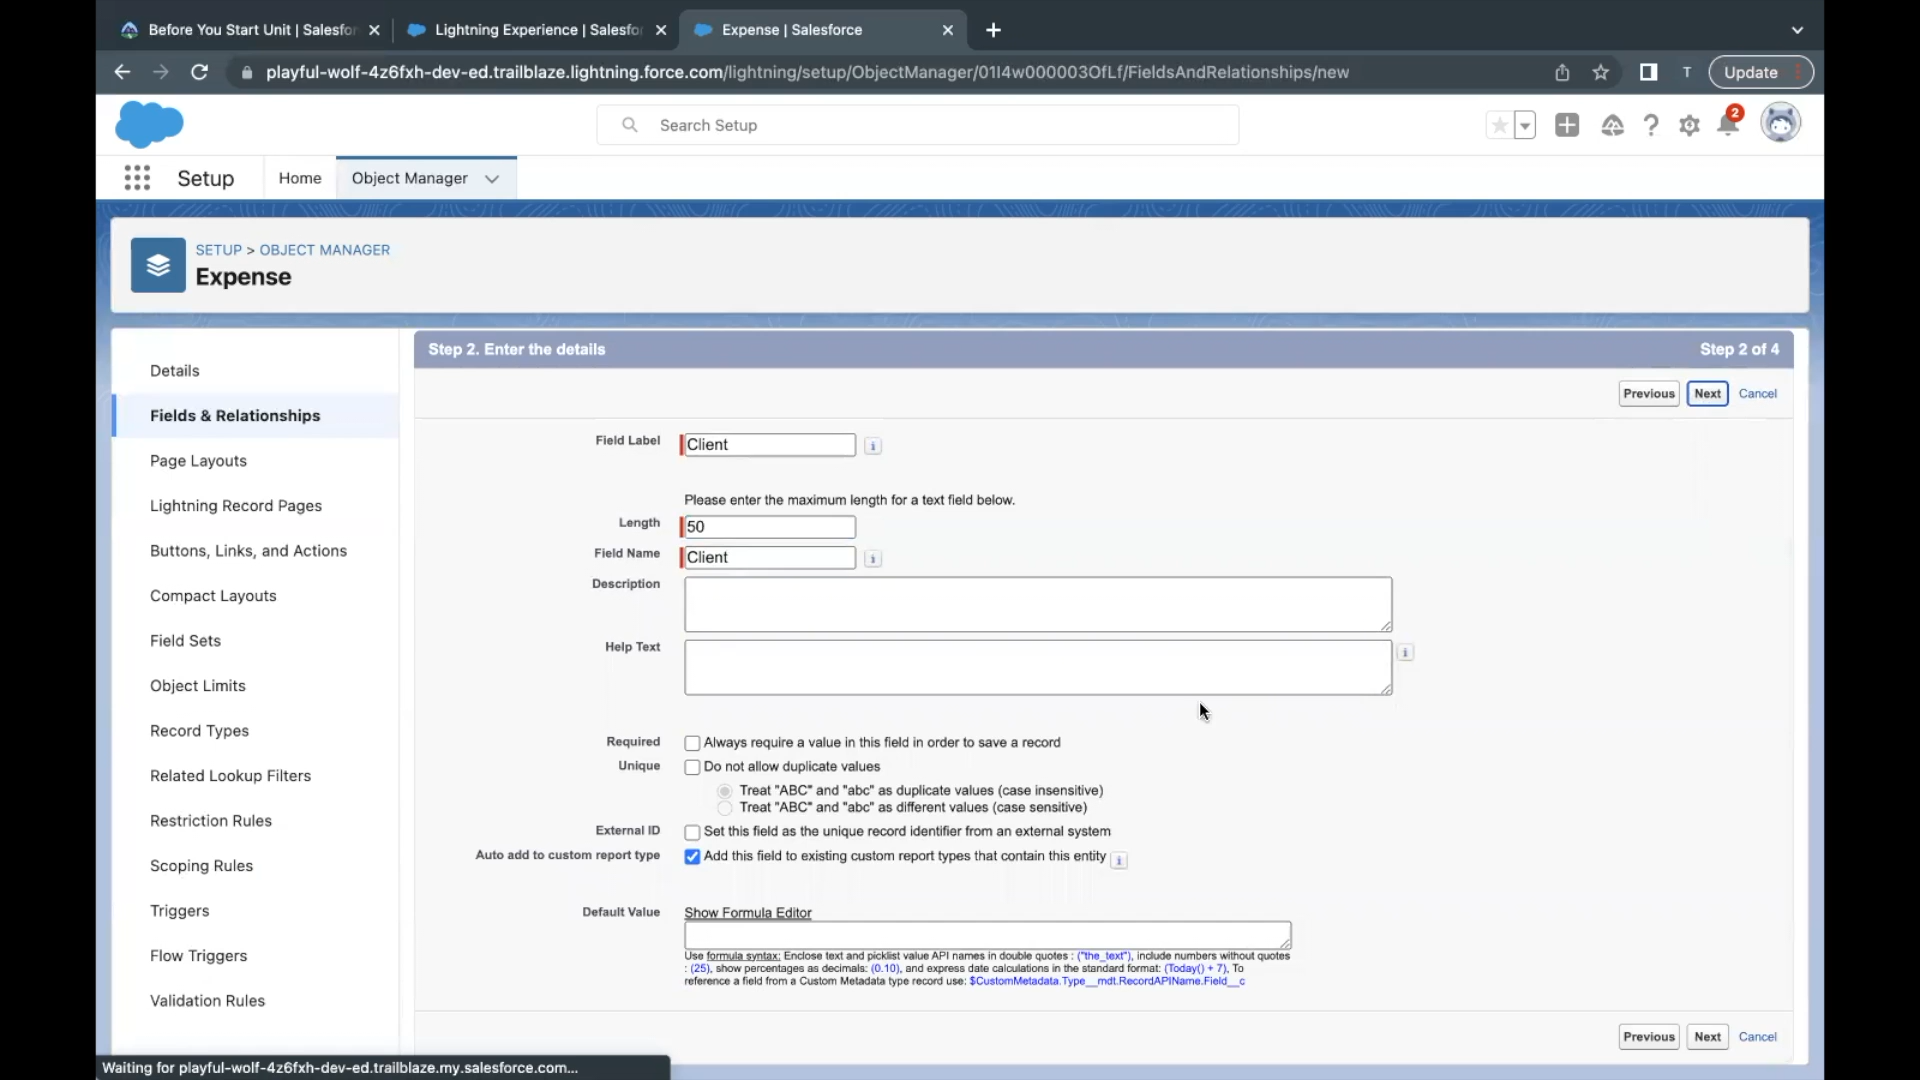 Before You Start Unit | Salesfor
Lightning Experience | Salesfo
Expense | Salesforce
playful-wolf-4z6fxh-dev-ed.trailblaze.lightning.force.com/lightning/setup/ObjectManager/01I4w000003OfLf/FieldsAndRelationships/new
T
Update
Search Setup
2
Setup
Home
Object Manager
SETUP > OBJECT MANAGER
Expense
Details
Fields & Relationships
Page Layouts
Lightning Record Pages
Buttons, Links, and Actions
Compact Layouts
Field Sets
Object Limits
Record Types
Related Lookup Filters
Restriction Rules
Scoping Rules
Triggers
Flow Triggers
Validation Rules
Step 2. Enter the details
Step 2 of 4
Previous
Next
Cancel
Field Label
Client
i
Please enter the maximum length for a text field below.
Length
50
Field Name
Client
i
Description
Help Text
i
Required
Always require a value in this field in order to save a record
Unique
Do not allow duplicate values
Treat "ABC" and "abc" as duplicate values (case insensitive)
Treat "ABC" and "abc" as different values (case sensitive)
External ID
Set this field as the unique record identifier from an external system
Auto add to custom report type
Add this field to existing custom report types that contain this entity
i
Default Value
Show Formula Editor
Use formula syntax: Enclose text and picklist value API names in double quotes : ("the_text"), include numbers without quotes
: (25), show percentages as decimals: (0.10), and express date calculations in the standard format: (Today() + 7), To
reference a field from a Custom Metadata type record use: $CustomMetadata.Type__mdt.RecordAPIName.Field__c
Previous
Next
Cancel
Waiting for playful-wolf-4z6fxh-dev-ed.trailblaze.my.salesforce.com...